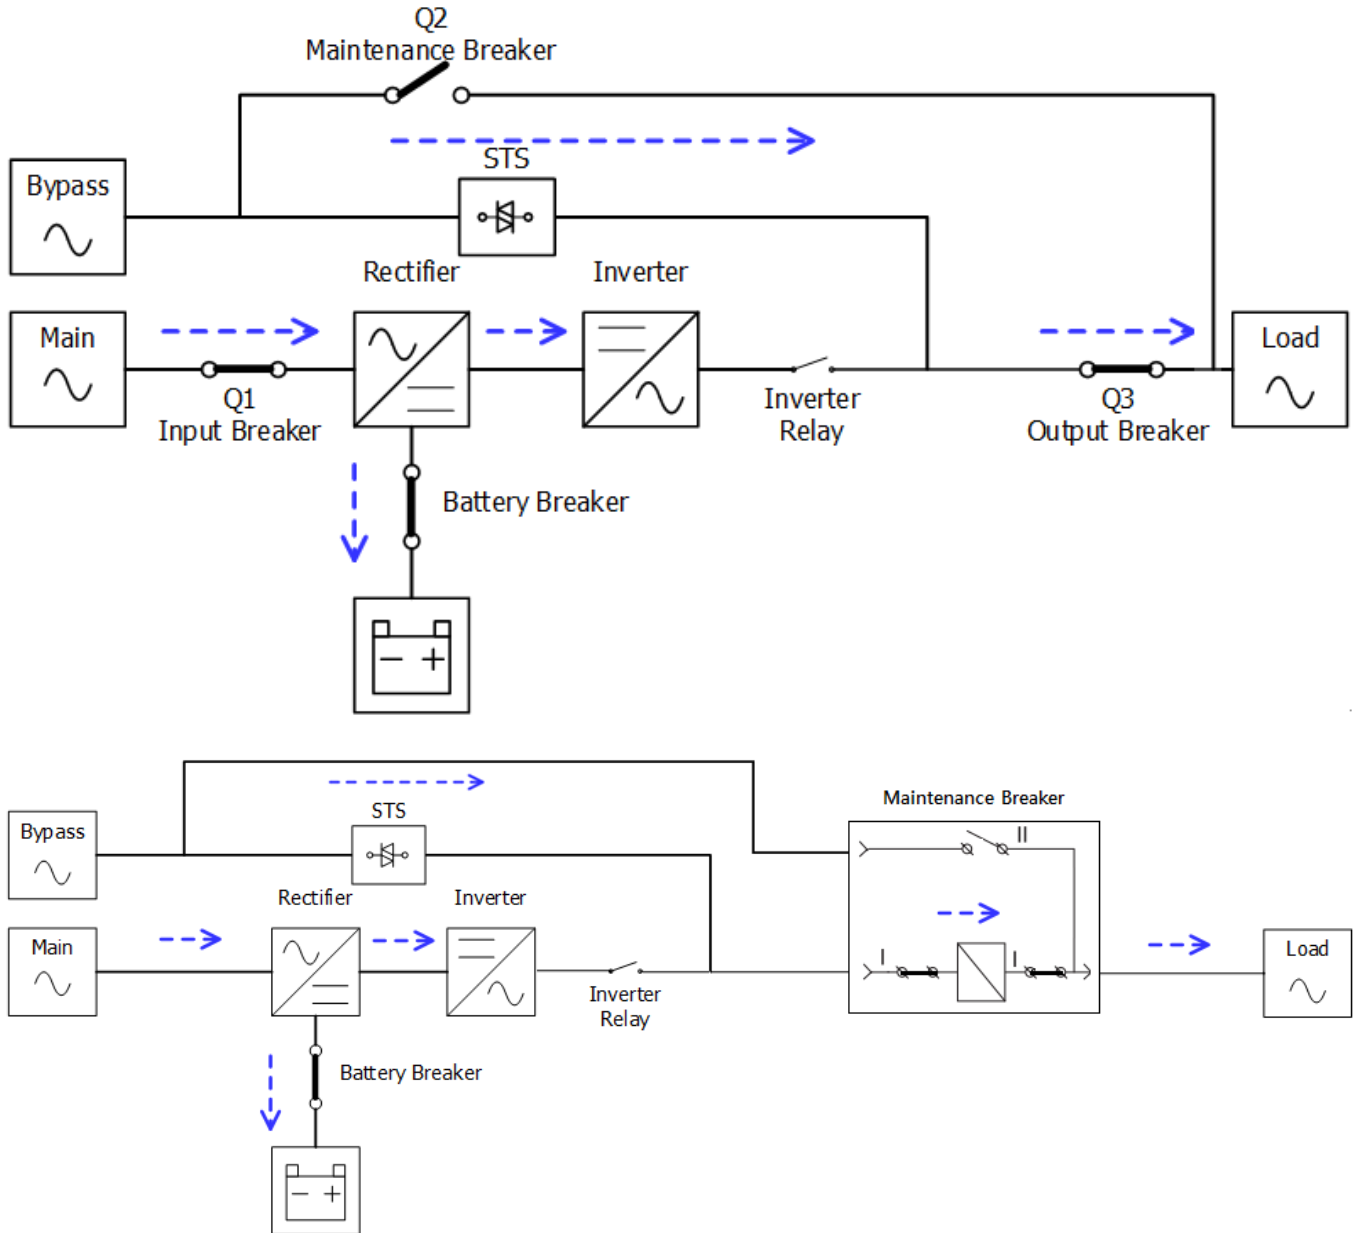 Q2
Maintenance Breaker
STS
Bypass
Rectifier
Inverter
Main
Load
Q1
Input Breaker
Inverter
Relay
Q3
Output Breaker
Battery Breaker
- +
Maintenance Breaker
STS
II
Bypass
Rectifier
Inverter
Main
I
I
Load
Inverter
Relay
Battery Breaker
- +